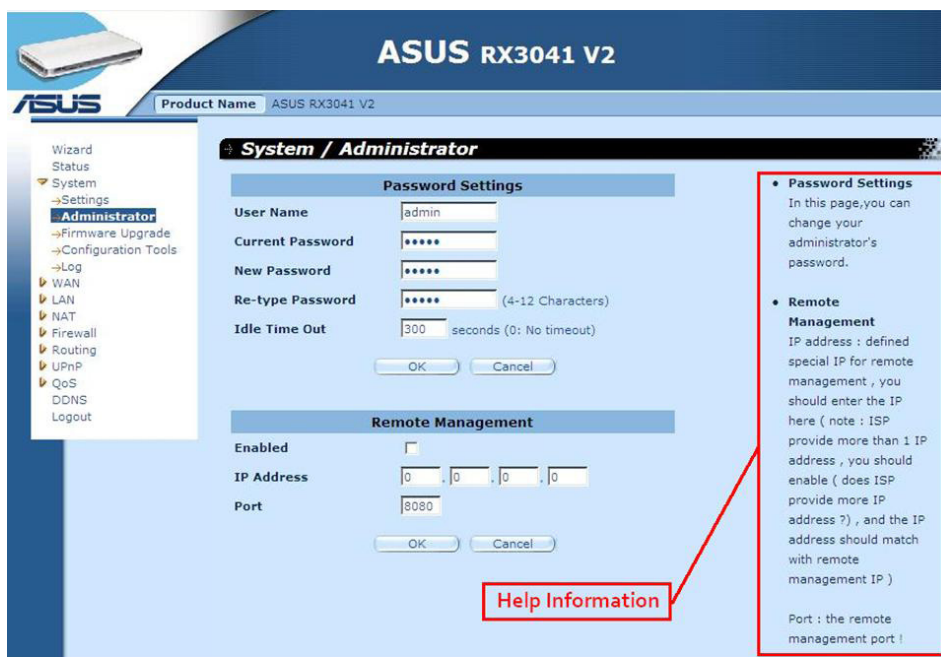 ASUS RX3041 V2
ASUS
Product Name ASUS RX3041 V2
Wizard
Status
System
Settings
Administrator
Firmware Upgrade
Configuration Tools
Log
WAN
LAN
NAT
Firewall
Routing
UPnP
QoS
DDNS
Logout
System / Administrator
Password Settings
User Name admin
Current Password •••••
New Password •••••
Re-type Password ••••• (4-12 Characters)
Idle Time Out 300 seconds (0: No timeout)
OK Cancel
Remote Management
Enabled
IP Address 0 . 0 . 0 . 0
Port 8080
OK Cancel
Help Information
• Password Settings
In this page,you can
change your
administrator's
password.
• Remote
Management
IP address : defined
special IP for remote
management , you
should enter the IP
here ( note : ISP
provide more than 1 IP
address , you should
enable ( does ISP
provide more IP
address ?) , and the IP
address should match
with remote
management IP )
Port : the remote
management port !